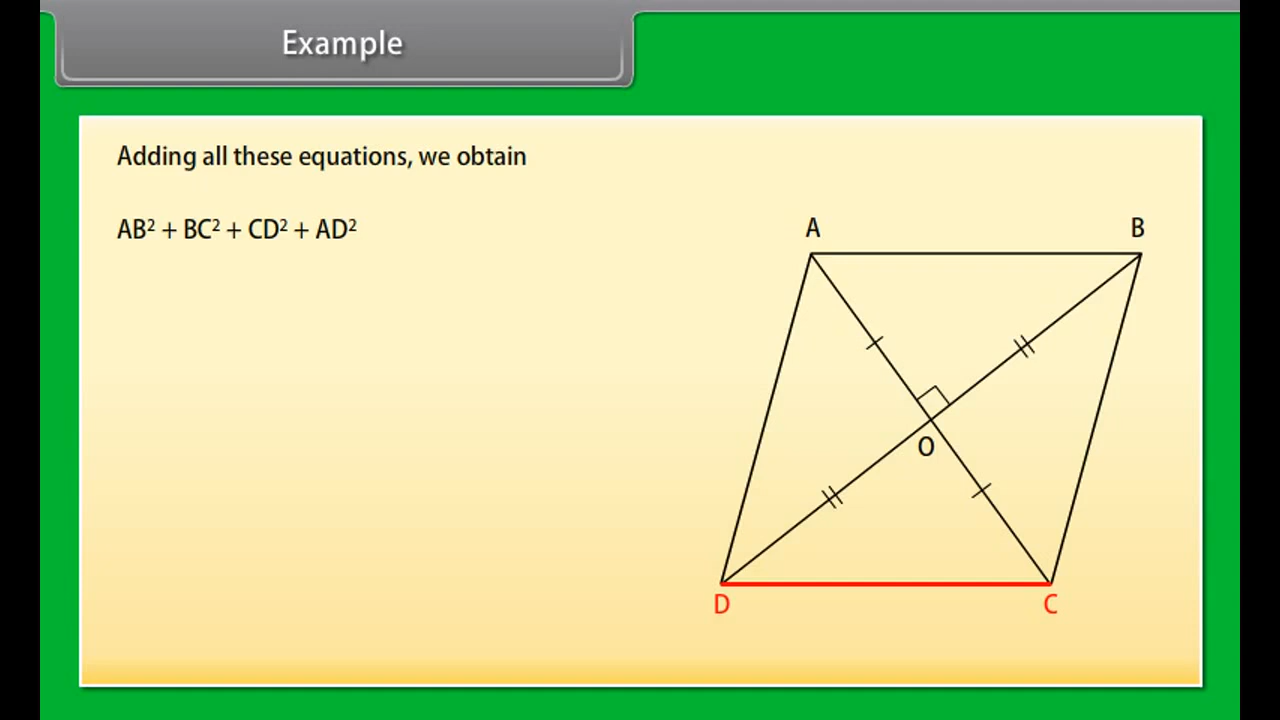 Example
Adding all these equations, we obtain
AB² + BC² + CD² + AD²
A
B
O
D
C